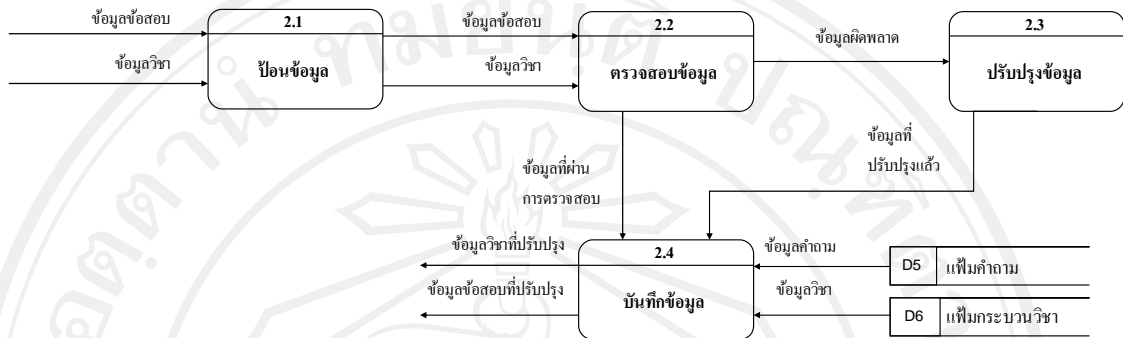 ข้อมูลข้อสอบ
ข้อมูลวิชา
2.1
ป้อนข้อมูล
ข้อมูลข้อสอบ
ข้อมูลวิชา
2.2
ตรวจสอบข้อมูล
ข้อมูลผิดพลาด
2.3
ปรับปรุงข้อมูล
ข้อมูลที่ผ่าน
การตรวจสอบ
ข้อมูลที่
ปรับปรุงแล้ว
ข้อมูลวิชาที่ปรับปรุง
ข้อมูลข้อสอบที่ปรับปรุง
2.4
บันทึกข้อมูล
ข้อมูลคำถาม
ข้อมูลวิชา
D5 แฟ้มคำถาม
D6 แฟ้มกระบวนวิชา